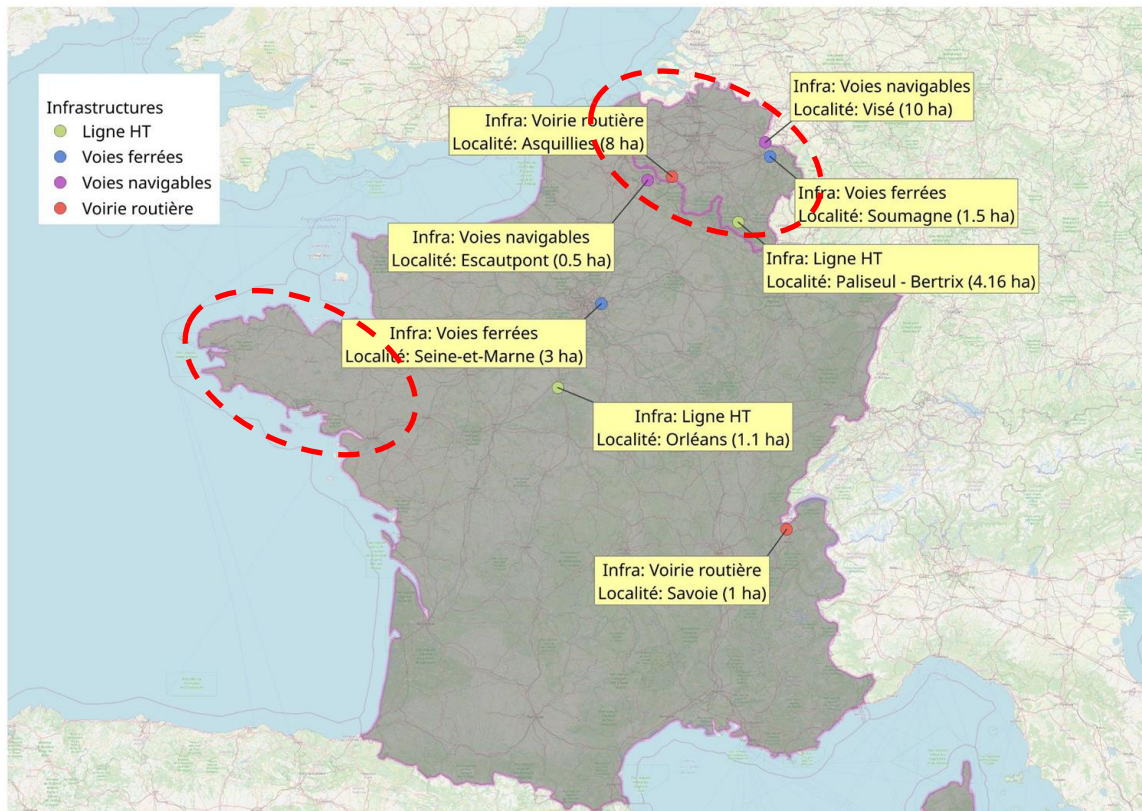 Infrastructures
Ligne HT
Voies ferrées
Voies navigables
Voirie routière
Infra: Voies navigables
Localité: Visé (10 ha)
Infra: Voirie routière
Localité: Asquillies (8 ha)
Infra: Voies ferrées
Localité: Soumagne (1.5 ha)
Infra: Voies navigables
Localité: Escautpont (0.5 ha)
Infra: Ligne HT
Localité: Paliseul - Bertrix (4.16 ha)
Infra: Voies ferrées
Localité: Seine-et-Marne (3 ha)
Infra: Ligne HT
Localité: Orléans (1.1 ha)
Infra: Voirie routière
Localité: Savoie (1 ha)